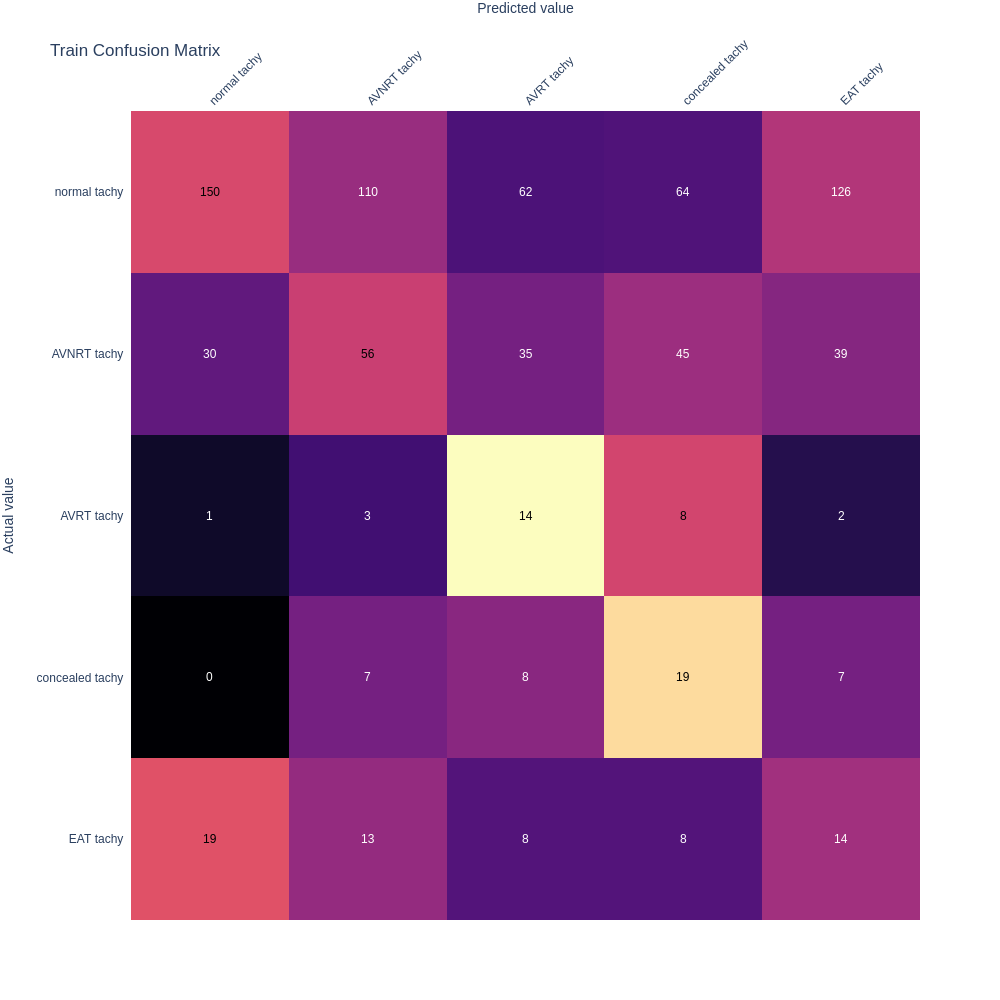 Predicted value
Train Confusion Matrix
normal tachy
AVNRT tachy
AVRT tachy
concealed tachy
EAT tachy
normal tachy 150 110 62 64 126
AVNRT tachy 30 56 35 45 39
AVRT tachy 1 3 14 8 2
concealed tachy 0 7 8 19 7
EAT tachy 19 13 8 8 14
Actual value